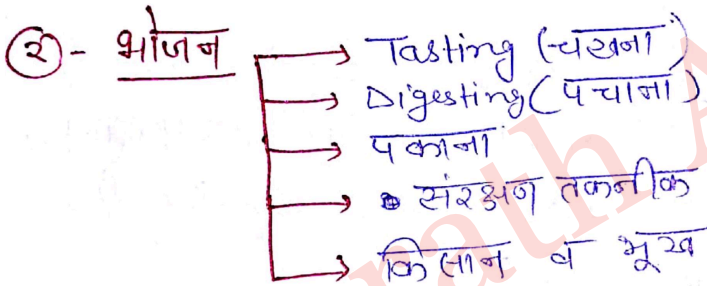 (२)- भोजन
Tasting (चखना)
Digesting (पचाना)
पकाना
• संरक्षण तकनीक
किसान व भूख